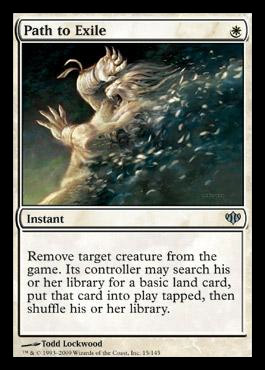 Path to Exile
Instant
Remove target creature from the
game. Its controller may search his
or her library for a basic land card,
put that card into play tapped, then
shuffle his or her library.
Todd Lockwood
™ & © 1993-2009 Wizards of the Coast, Inc. 15/145